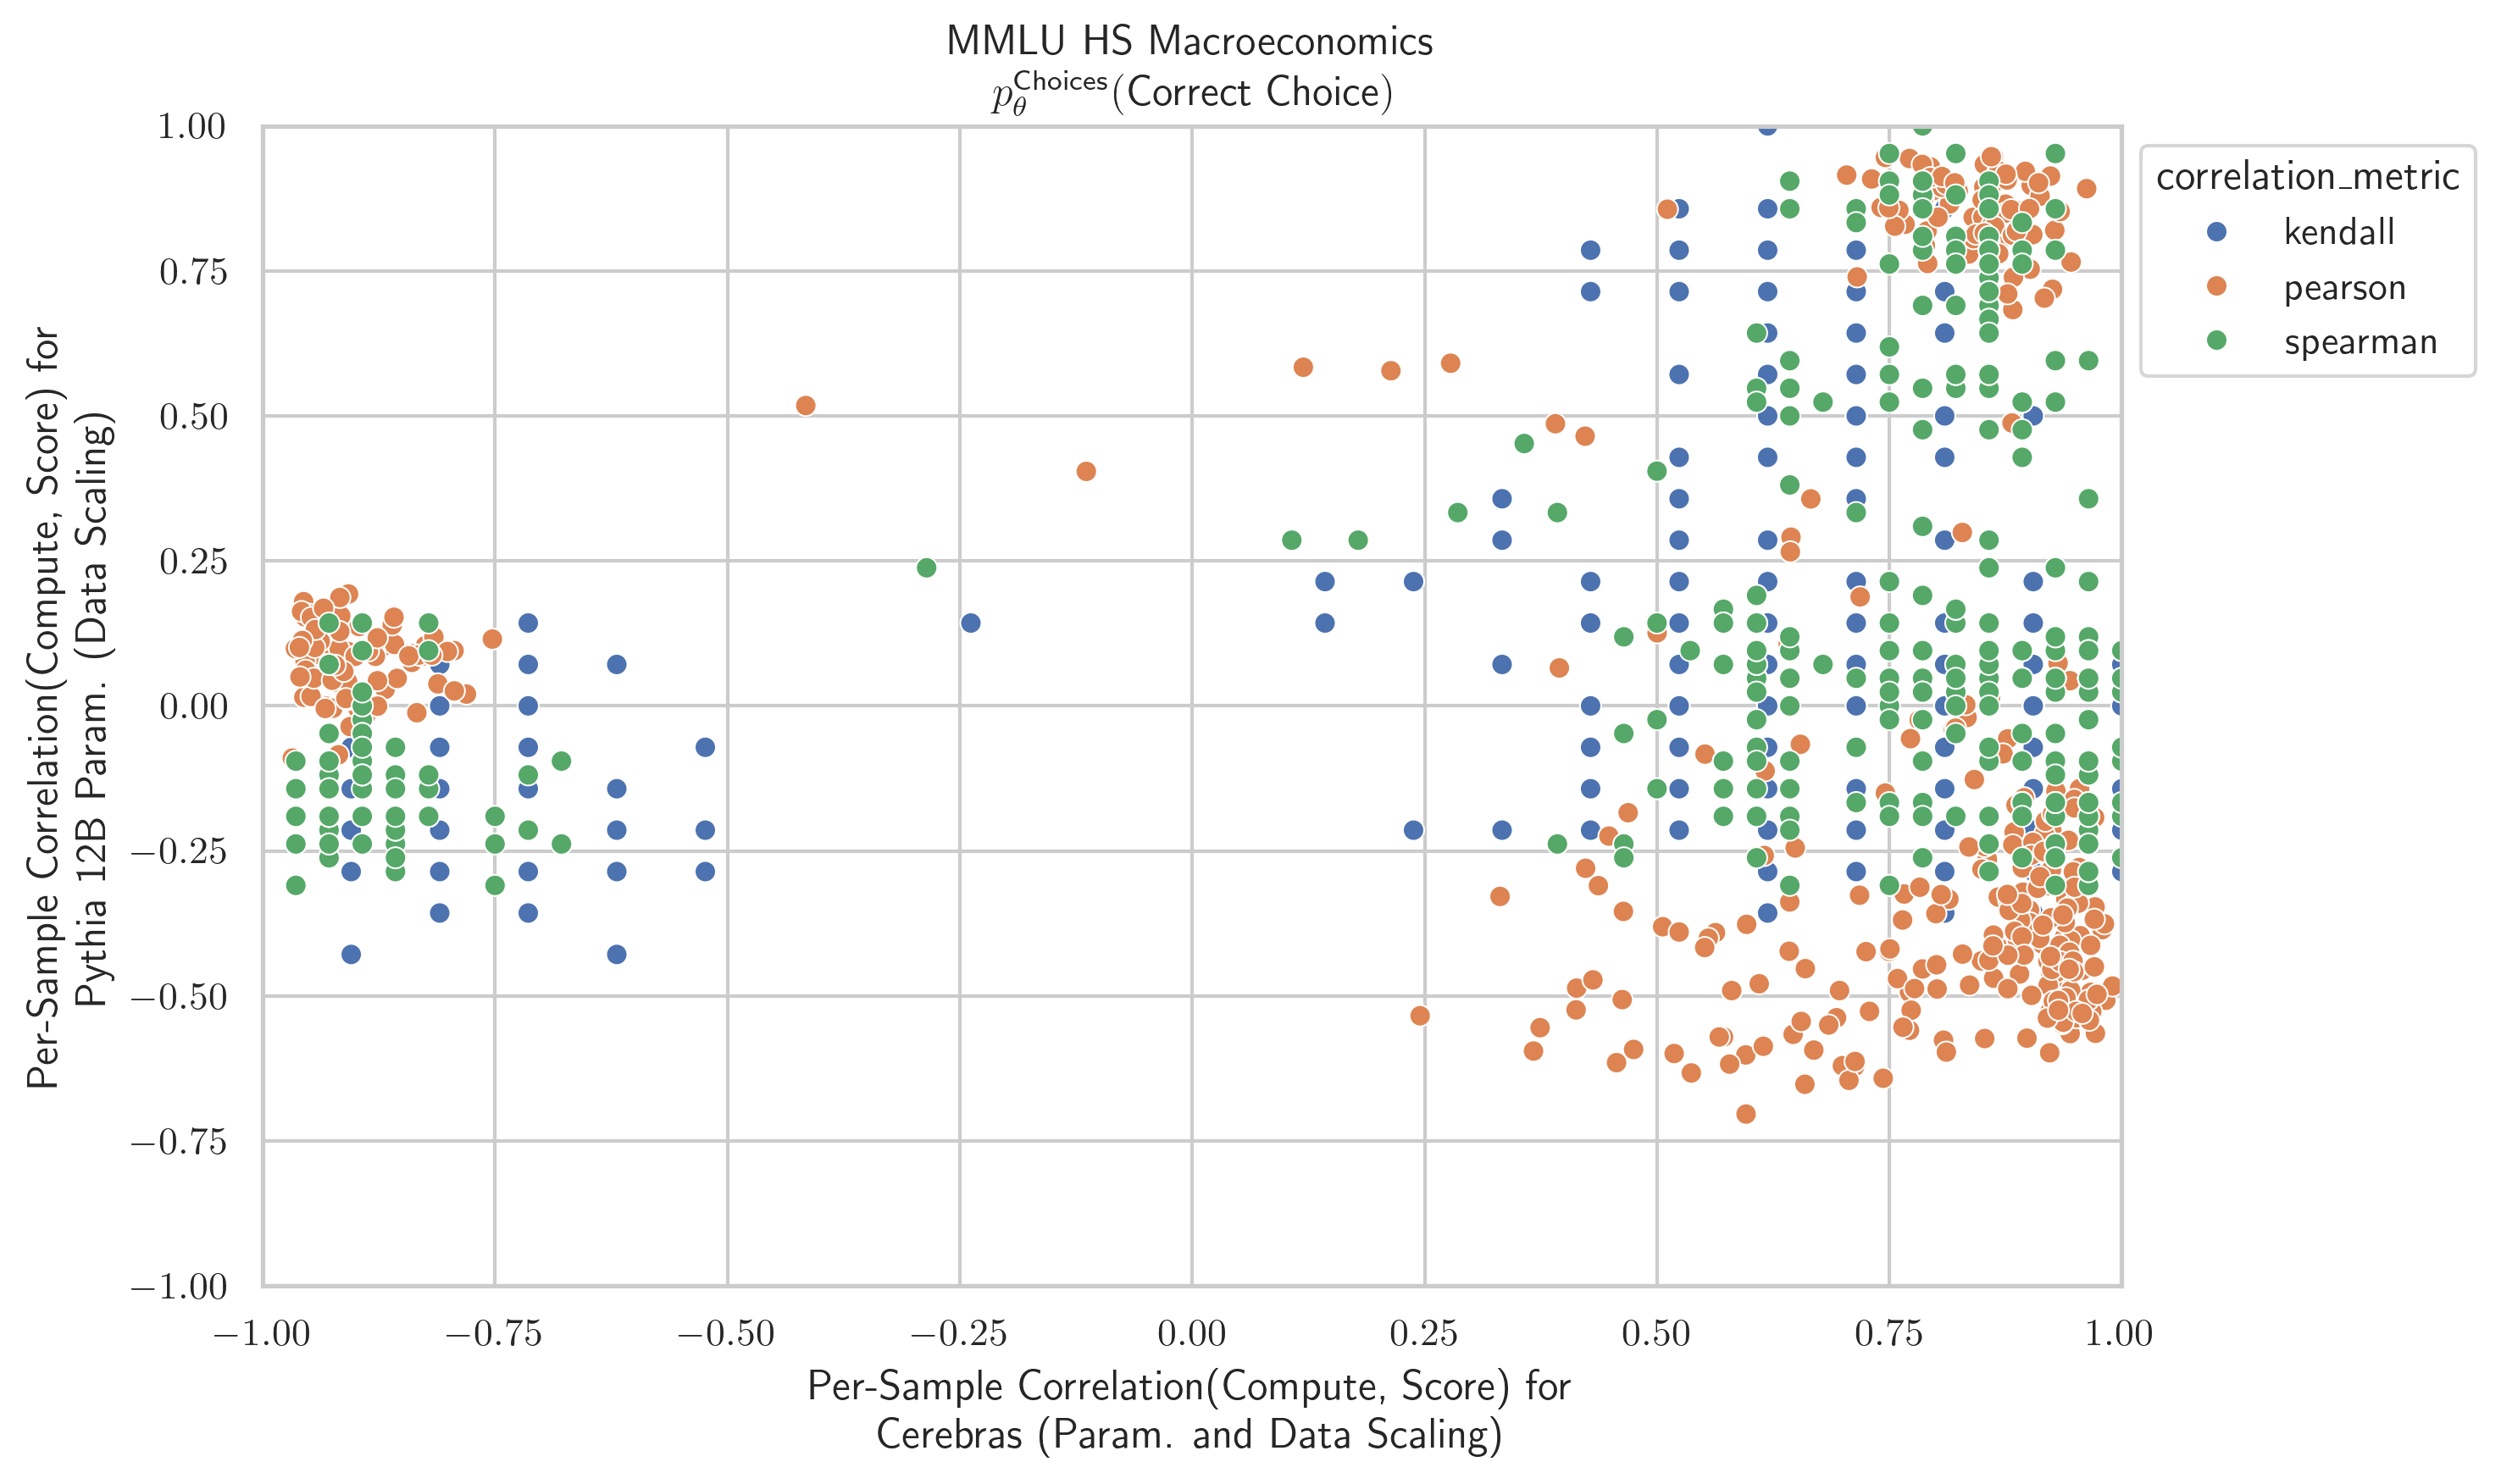 MMLU HS Macroeconomics
p_θ^Choices(Correct Choice)
Per-Sample Correlation(Compute, Score) for
Pythia 12B Param. (Data Scaling)
1.00
0.75
0.50
0.25
0.00
−0.25
−0.50
−0.75
−1.00
correlation_metric
kendall
pearson
spearman
−1.00 −0.75 −0.50 −0.25 0.00 0.25 0.50 0.75 1.00
Per-Sample Correlation(Compute, Score) for
Cerebras (Param. and Data Scaling)